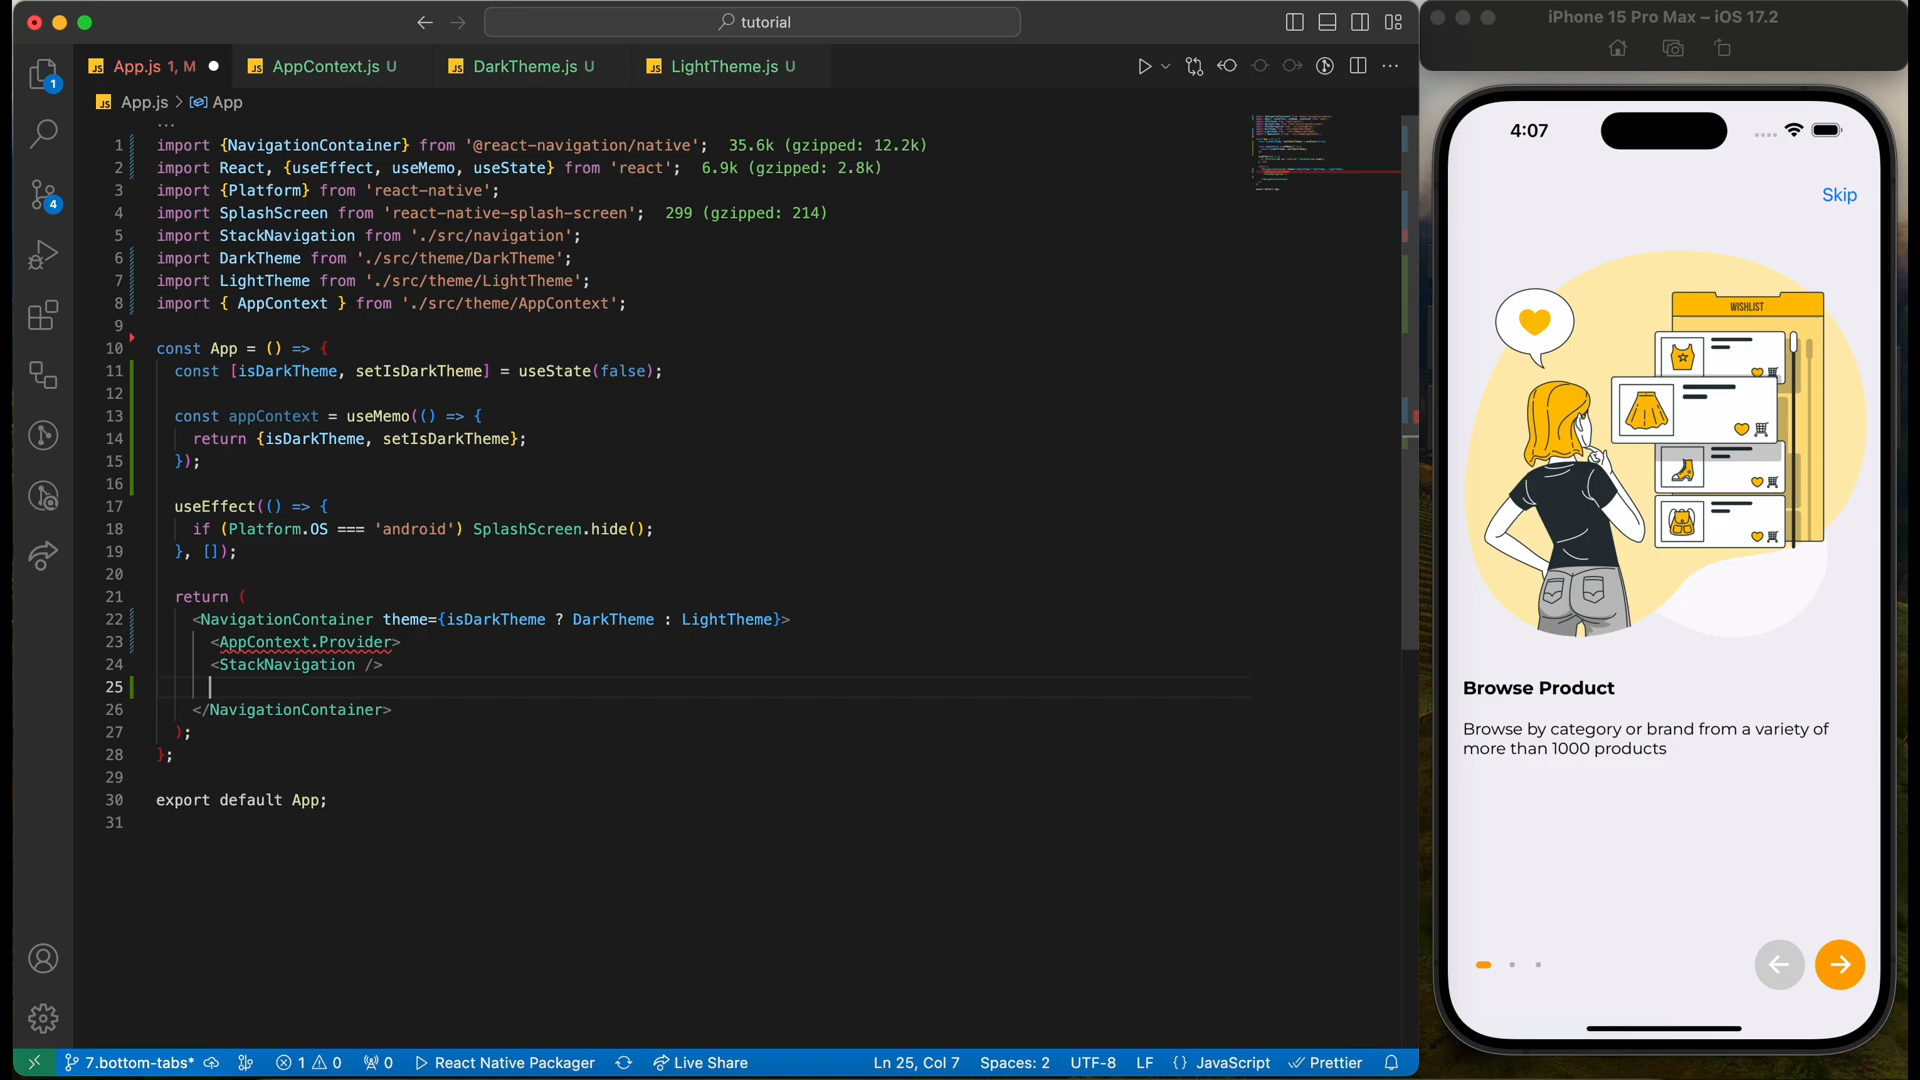 tutorial
App.js 1, M
AppContext.js U
DarkTheme.js U
LightTheme.js U
App.js > App
...
1 import {NavigationContainer} from '@react-navigation/native'; 35.6k (gzipped: 12.2k)
2 import React, {useEffect, useMemo, useState} from 'react'; 6.9k (gzipped: 2.8k)
3 import {Platform} from 'react-native';
4 import SplashScreen from 'react-native-splash-screen'; 299 (gzipped: 214)
5 import StackNavigation from './src/navigation';
6 import DarkTheme from './src/theme/DarkTheme';
7 import LightTheme from './src/theme/LightTheme';
8 import { AppContext } from './src/theme/AppContext';
9
10 const App = () => {
11 const [isDarkTheme, setIsDarkTheme] = useState(false);
12
13 const appContext = useMemo(() => {
14 return {isDarkTheme, setIsDarkTheme};
15 });
16
17 useEffect(() => {
18 if (Platform.OS === 'android') SplashScreen.hide();
19 }, []);
20
21 return (
22 <NavigationContainer theme={isDarkTheme ? DarkTheme : LightTheme}>
23 <AppContext.Provider>
24 <StackNavigation />
25
26 </NavigationContainer>
27 );
28 };
29
30 export default App;
31
1
4
7.bottom-tabs*
1
0
0
React Native Packager
Live Share
Ln 25, Col 7
Spaces: 2
UTF-8
LF
{} JavaScript
Prettier
iPhone 15 Pro Max – iOS 17.2
4:07
Skip
WISHLIST
Browse Product
Browse by category or brand from a variety of
more than 1000 products